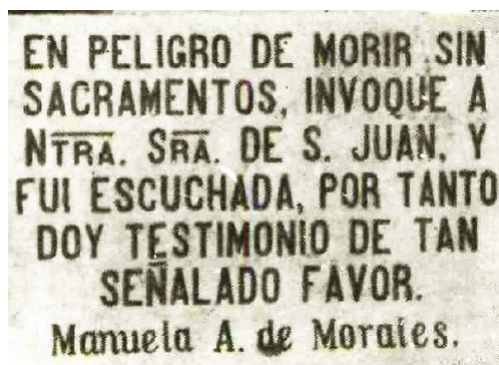 EN PELIGRO DE MORIR SIN
SACRAMENTOS, INVOQUE A
NTRA. SRA. DE S. JUAN, Y
FUI ESCUCHADA, POR TANTO
DOY TESTIMONIO DE TAN
SEÑALADO FAVOR.
Manuela A. de Morales.